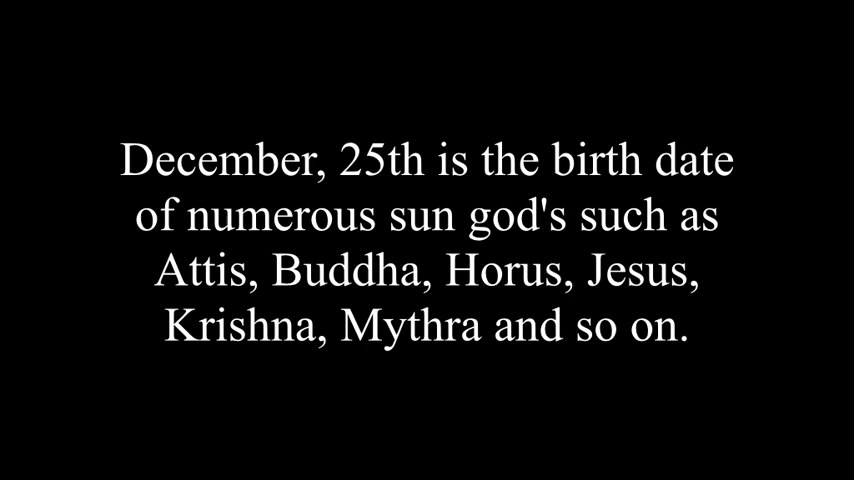 December, 25th is the birth date
of numerous sun god's such as
Attis, Buddha, Horus, Jesus,
Krishna, Mythra and so on.